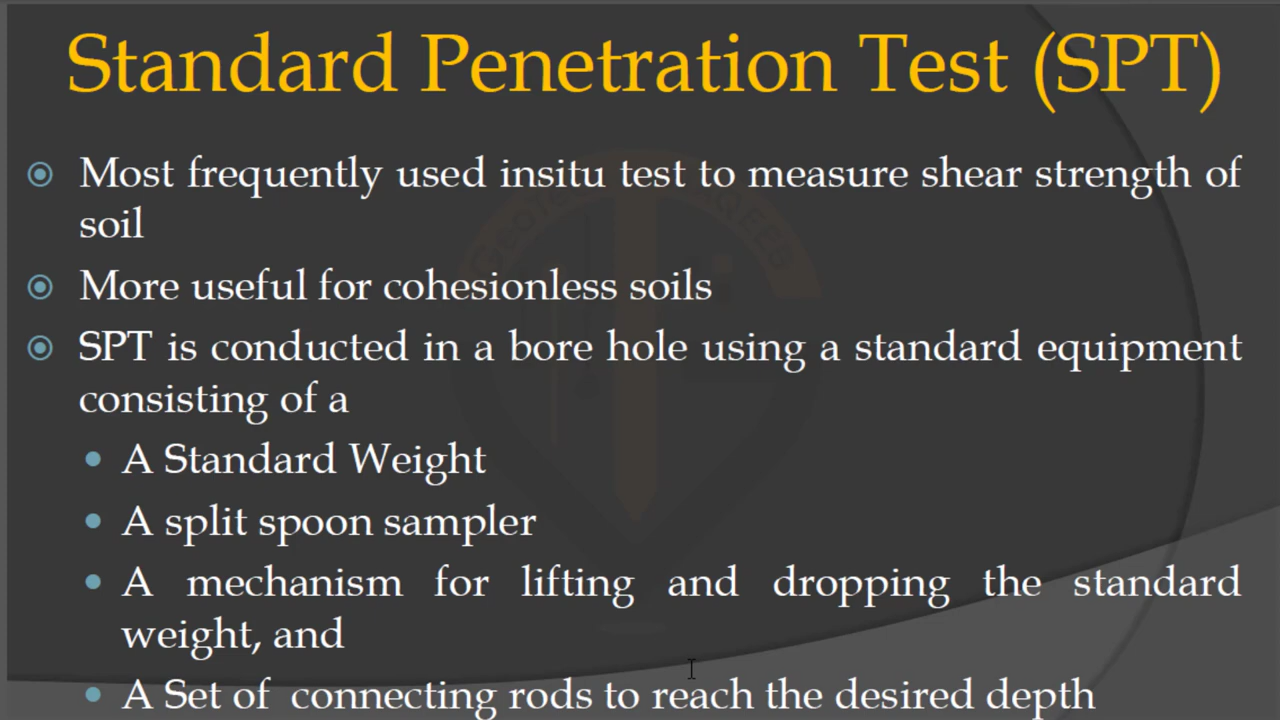 Standard Penetration Test (SPT)
Most frequently used insitu test to measure shear strength of
soil
More useful for cohesionless soils
SPT is conducted in a bore hole using a standard equipment
consisting of a
A Standard Weight
A split spoon sampler
A mechanism for lifting and dropping the standard
weight, and
A Set of connecting rods to reach the desired depth